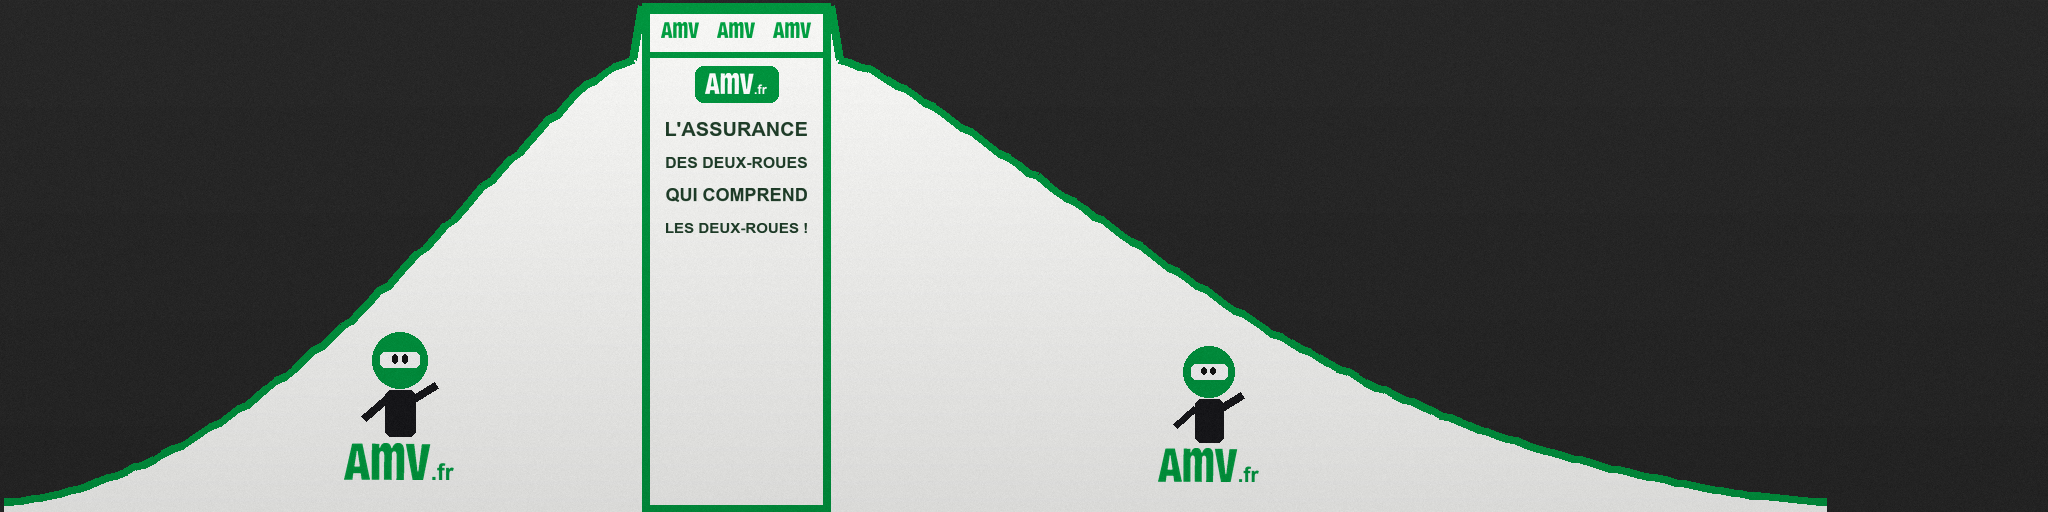 AMV AMV AMV
AMV.fr
L'ASSURANCE
DES DEUX-ROUES
QUI COMPREND
LES DEUX-ROUES !
AMV.fr
AMV.fr